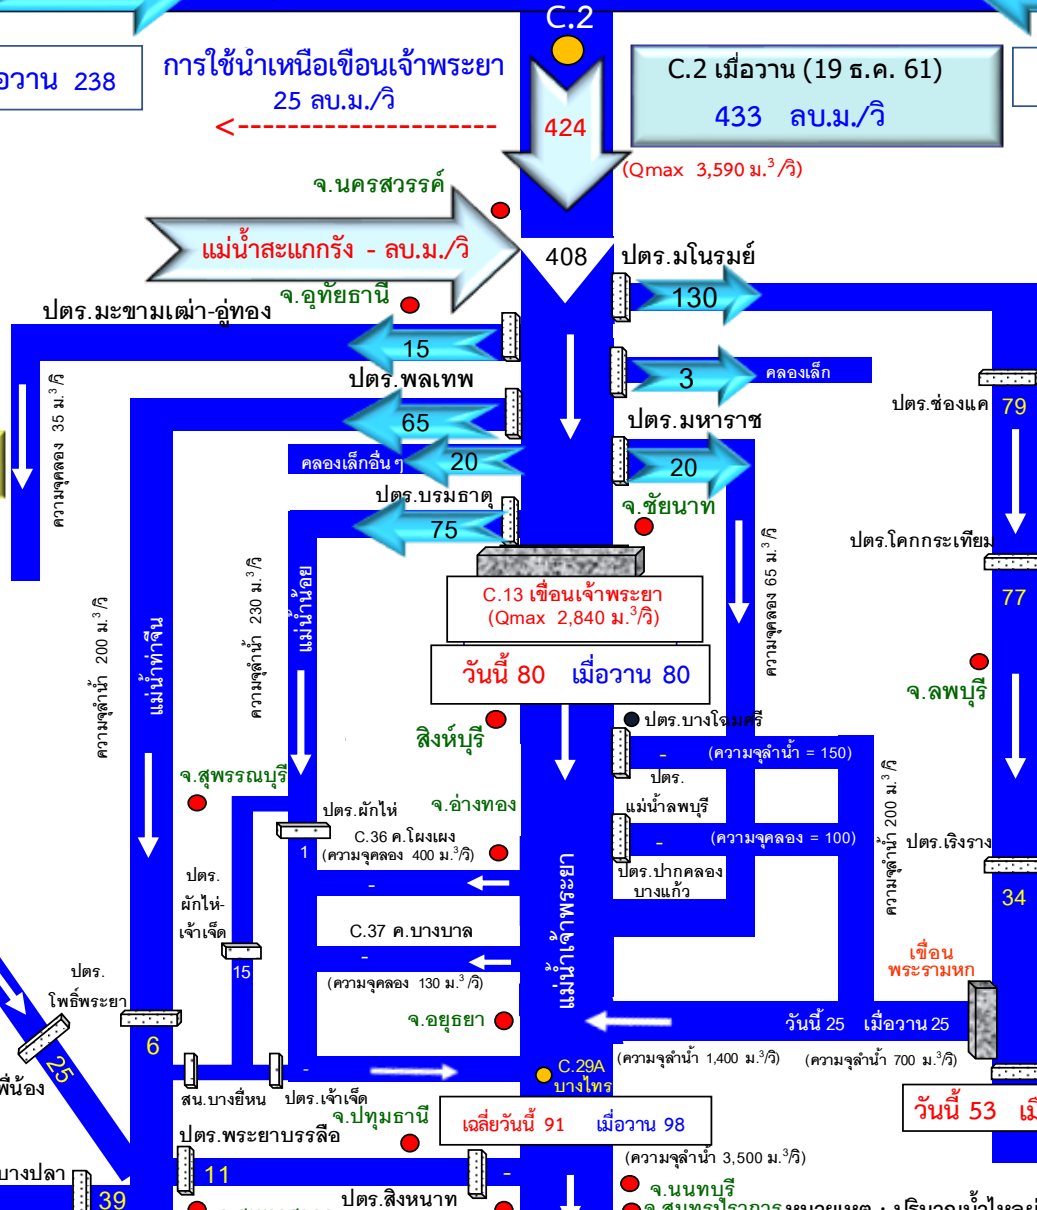 C.2
วาน 238
การใช้น้ำเหนือเขื่อนเจ้าพระยา
25 ลบ.ม./วิ
<-----------------------
424
C.2 เมื่อวาน (19 ธ.ค. 61)
433 ลบ.ม./วิ
(Qmax 3,590 ม.³/วิ)
จ.นครสวรรค์
แม่น้ำสะแกกรัง - ลบ.ม./วิ
408
ปตร.มโนรมย์
130
จ.อุทัยธานี
ปตร.มะขามเฒ่า-อู่ทอง
15
3
คลองเล็ก
ความจุคลอง 35 ม.³/วิ
ปตร.พลเทพ
65
ปตร.ช่องแค
79
ปตร.มหาราช
20
คลองเล็กอื่น ๆ
20
ปตร.บรมธาตุ
75
จ.ชัยนาท
ปตร.โคกกระเทียม
77
ความจุลำน้ำ 200 ม.³/วิ
แม่น้ำท่าจีน
ความจุลำน้ำ 230 ม.³/วิ
แม่น้ำน้อย
ความจุคลอง 65 ม.³/วิ
C.13 เขื่อนเจ้าพระยา
(Qmax 2,840 ม.³/วิ)
วันนี้ 80 เมื่อวาน 80
จ.ลพบุรี
สิงห์บุรี
ปตร.บางโฉมศรี
- (ความจุลำน้ำ = 150)
ปตร.
แม่น้ำลพบุรี
- (ความจุคลอง = 100)
ปตร.ปากคลอง
บางแก้ว
ความจุลำน้ำ 200 ม.³/วิ
ปตร.เริงราง
34
จ.สุพรรณบุรี
จ.อ่างทอง
ปตร.ผักไห่
1
C.36 ค.โผงเผง
(ความจุคลอง 400 ม.³/วิ)
-
ปตร.
ผักไห่-
เจ้าเจ็ด
15
C.37 ค.บางบาล
-
(ความจุคลอง 130 ม.³/วิ)
แม่น้ำเจ้าพระยา
เขื่อน
พระรามหก
ปตร.
โพธิ์พระยา
6
25
พี่น้อง
จ.อยุธยา
วันนี้ 25 เมื่อวาน 25
(ความจุลำน้ำ 1,400 ม.³/วิ)
(ความจุลำน้ำ 700 ม.³/วิ)
-
C.29A
บางไทร
สน.บางยี่หน
ปตร.เจ้าเจ็ด
จ.ปทุมธานี
เฉลี่ยวันนี้ 91 เมื่อวาน 98
วันนี้ 53
ปตร.พระยาบรรลือ
11
-
(ความจุลำน้ำ 3,500 ม.³/วิ)
บางปลา
39
ปตร.สิงหนาท
จ.นนทบุรี
จ.สมุทรปราการ